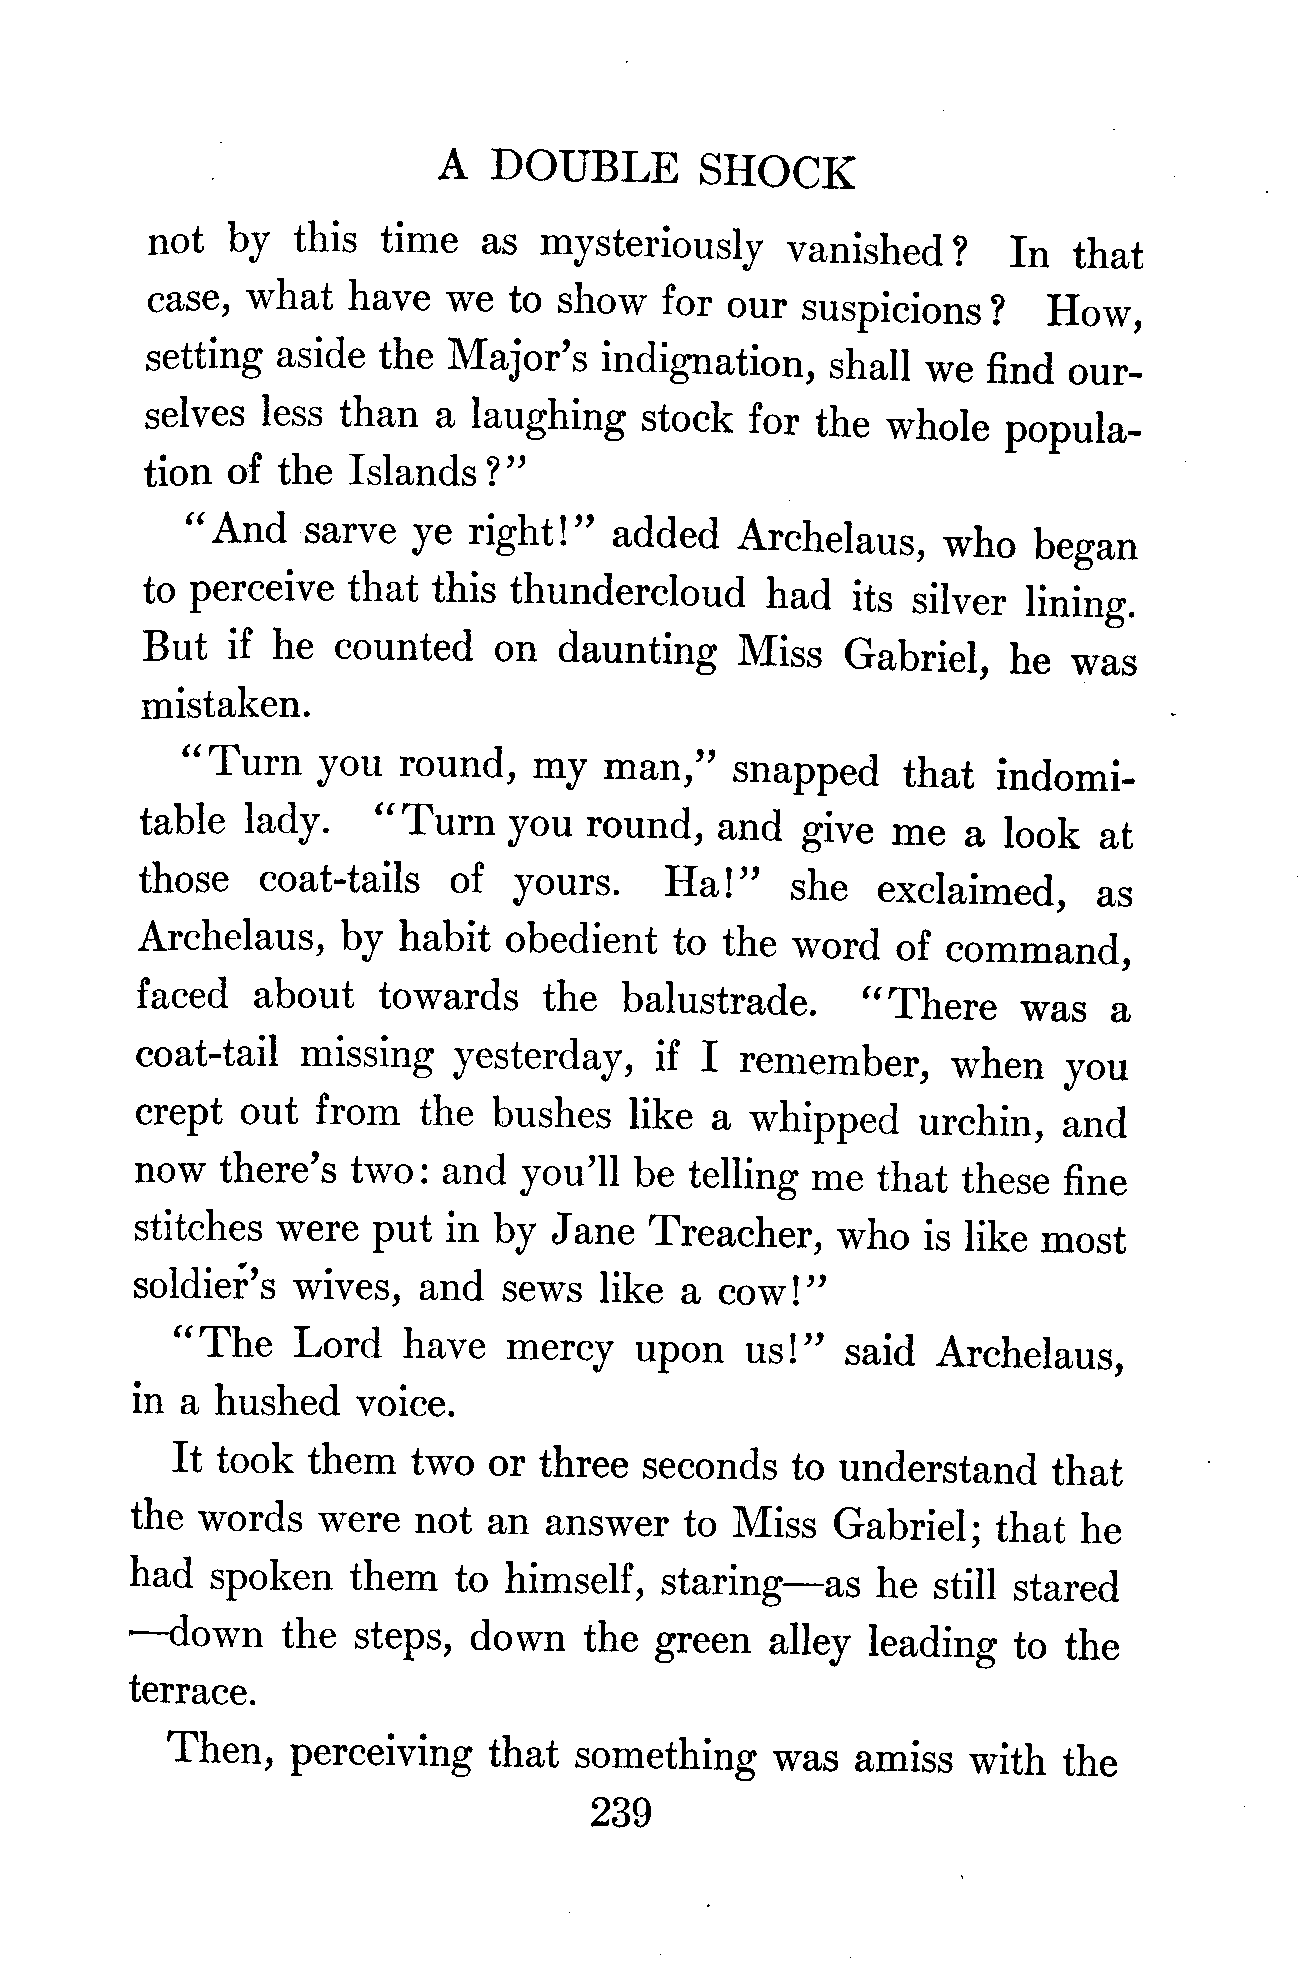 A DOUBLE SHOCK
not by this time as mysteriously vanished? In that
case, what have we to show for our suspicions? How,
setting aside the Major's indignation, shall we find our-
selves less than a laughing stock for the whole popula-
tion of the Islands?"
"And sarve ye right!" added Archelaus, who began
to perceive that this thundercloud had its silver lining.
But if he counted on daunting Miss Gabriel, he was
mistaken.
"Turn you round, my man," snapped that indomi-
table lady. "Turn you round, and give me a look at
those coat-tails of yours. Ha!" she exclaimed, as
Archelaus, by habit obedient to the word of command,
faced about towards the balustrade. "There was a
coat-tail missing yesterday, if I remember, when you
crept out from the bushes like a whipped urchin, and
now there's two: and you'll be telling me that these fine
stitches were put in by Jane Treacher, who is like most
soldier's wives, and sews like a cow!"
"The Lord have mercy upon us!" said Archelaus,
in a hushed voice.
It took them two or three seconds to understand that
the words were not an answer to Miss Gabriel; that he
had spoken them to himself, staring—as he still stared
—down the steps, down the green alley leading to the
terrace.
Then, perceiving that something was amiss with the
239